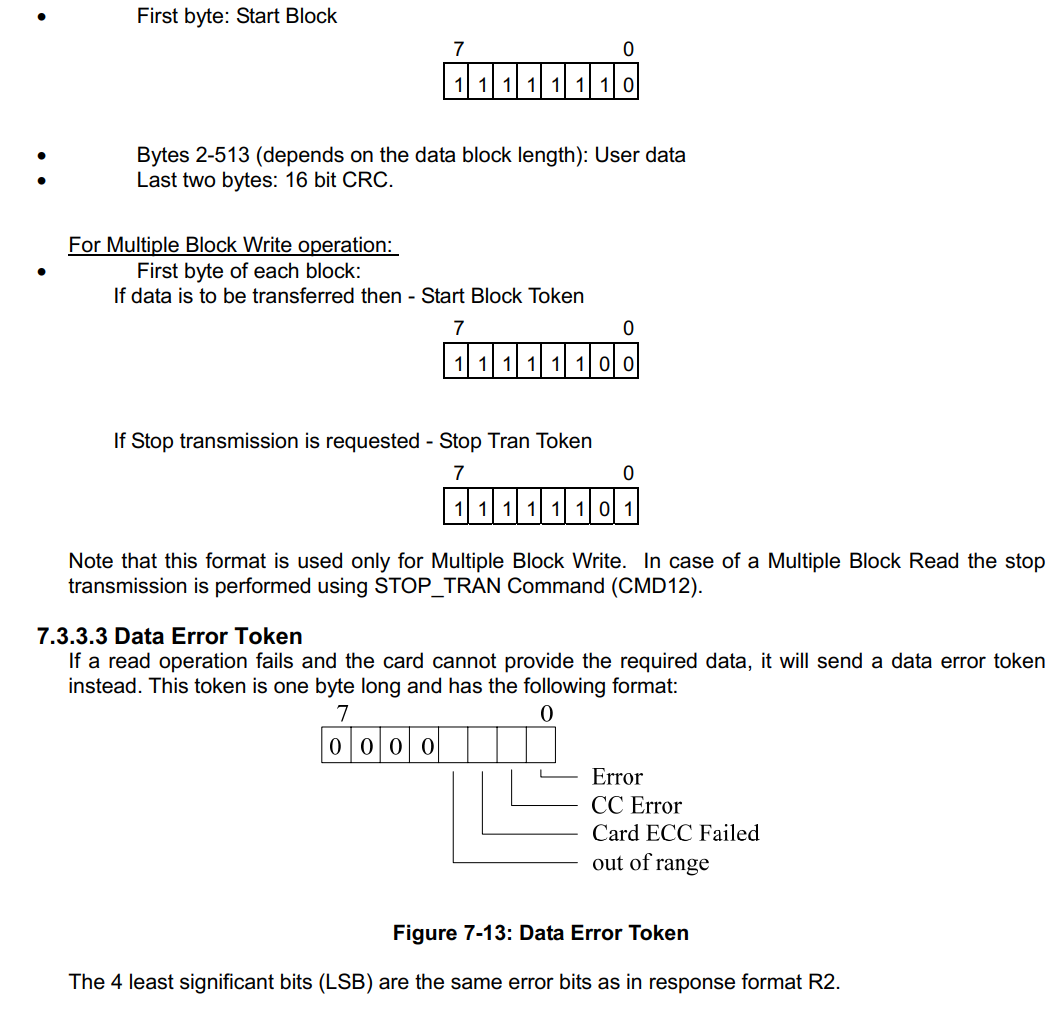 • First byte: Start Block
7 0
1 1 1 1 1 1 1 0
• Bytes 2-513 (depends on the data block length): User data
• Last two bytes: 16 bit CRC.
For Multiple Block Write operation:
• First byte of each block:
If data is to be transferred then - Start Block Token
7 0
1 1 1 1 1 1 0 0
If Stop transmission is requested - Stop Tran Token
7 0
1 1 1 1 1 1 0 1
Note that this format is used only for Multiple Block Write. In case of a Multiple Block Read the stop
transmission is performed using STOP_TRAN Command (CMD12).
7.3.3.3 Data Error Token
If a read operation fails and the card cannot provide the required data, it will send a data error token
instead. This token is one byte long and has the following format:
7 0
0 0 0 0
Error
CC Error
Card ECC Failed
out of range
Figure 7-13: Data Error Token
The 4 least significant bits (LSB) are the same error bits as in response format R2.